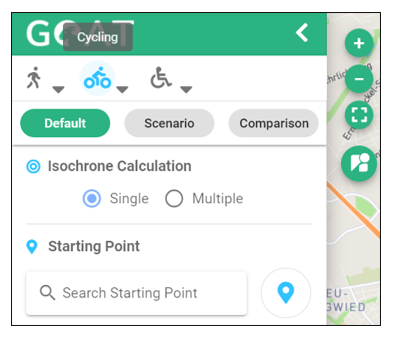 GOAT
Cycling
Default
Scenario
Comparison
Isochrone Calculation
Single
Multiple
Starting Point
Search Starting Point
EU-
GWIED